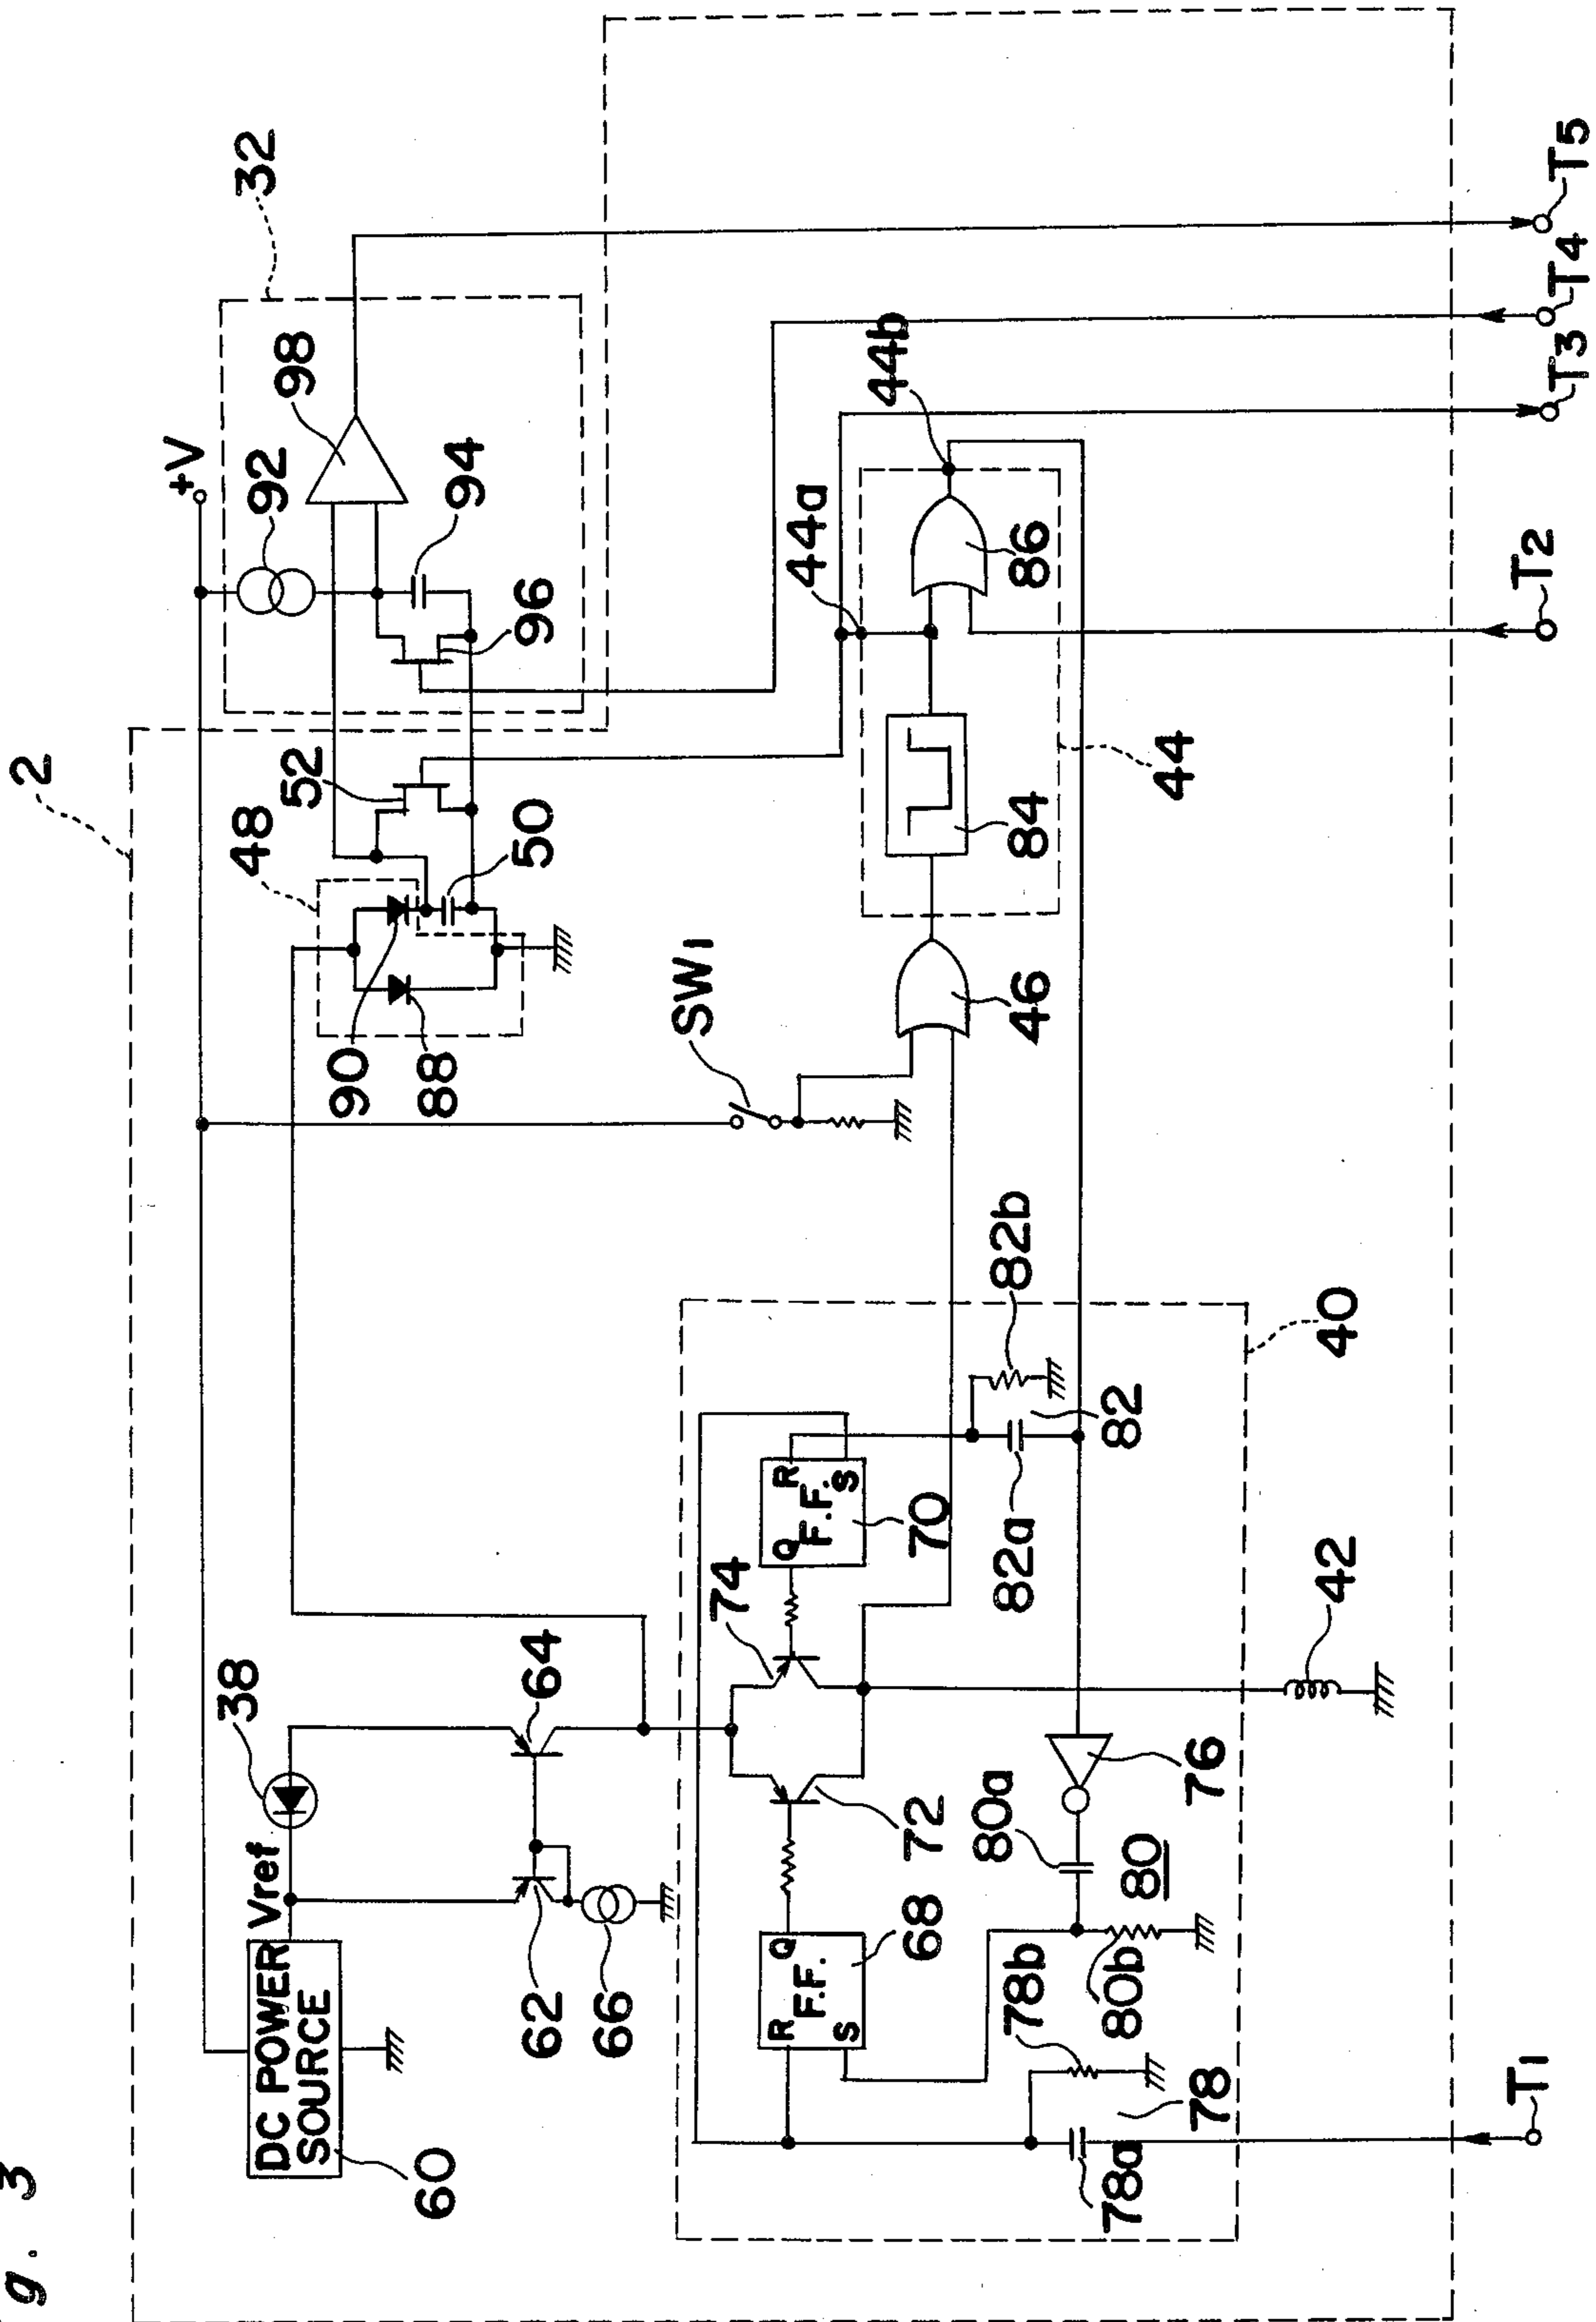 g. 3
2
32
+V
98
92
94
96
52
48
50
90
88
SW1
44a
44b
86
84
44
46
38
Vref
DC POWER
SOURCE
60
62
64
66
74
72
70
68
Q
R
F.F.
S
Q
R
F.F.
S
82b
82
82a
40
42
76
80a
80
80b
78b
78
78a
T1
T2
T3
T4
T5